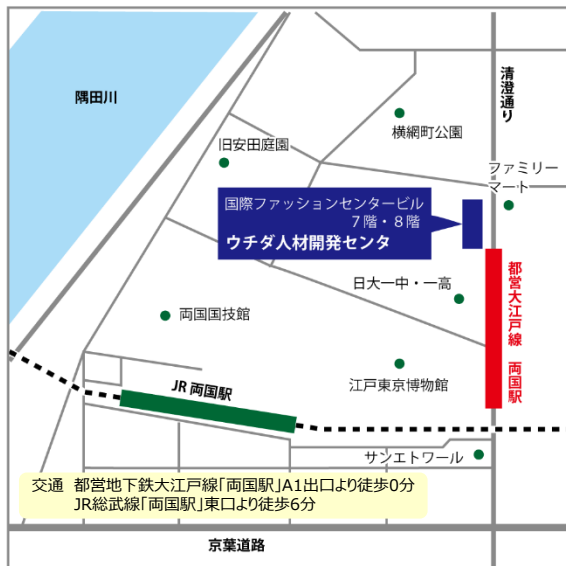 隅田川
清澄通り
横網町公園
旧安田庭園
ファミリー
マート
国際ファッションセンタービル
7階・8階
ウチダ人材開発センタ
都営大江戸線 両国駅
日大一中・一高
両国国技館
江戸東京博物館
JR 両国駅
サンエトワール
交通 都営地下鉄大江戸線「両国駅」A1出口より徒歩0分
JR総武線「両国駅」東口より徒歩6分
京葉道路